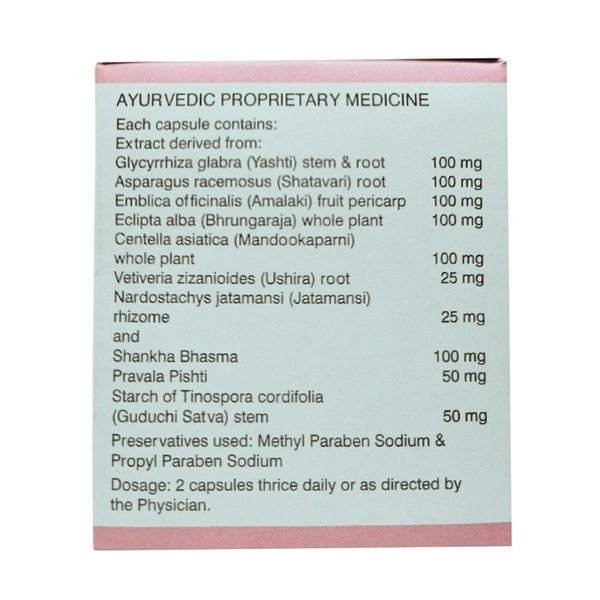 AYURVEDIC PROPRIETARY MEDICINE
Each capsule contains:
Extract derived from:
Glycyrrhiza glabra (Yashti) stem & root 100 mg
Asparagus racemosus (Shatavari) root 100 mg
Emblica officinalis (Amalaki) fruit pericarp 100 mg
Eclipta alba (Bhrungaraja) whole plant 100 mg
Centella asiatica (Mandookaparni)
whole plant 100 mg
Vetiveria zizanioides (Ushira) root 25 mg
Nardostachys jatamansi (Jatamansi)
rhizome 25 mg
and
Shankha Bhasma 100 mg
Pravala Pishti 50 mg
Starch of Tinospora cordifolia
(Guduchi Satva) stem 50 mg
Preservatives used: Methyl Paraben Sodium &
Propyl Paraben Sodium
Dosage: 2 capsules thrice daily or as directed by
the Physician.